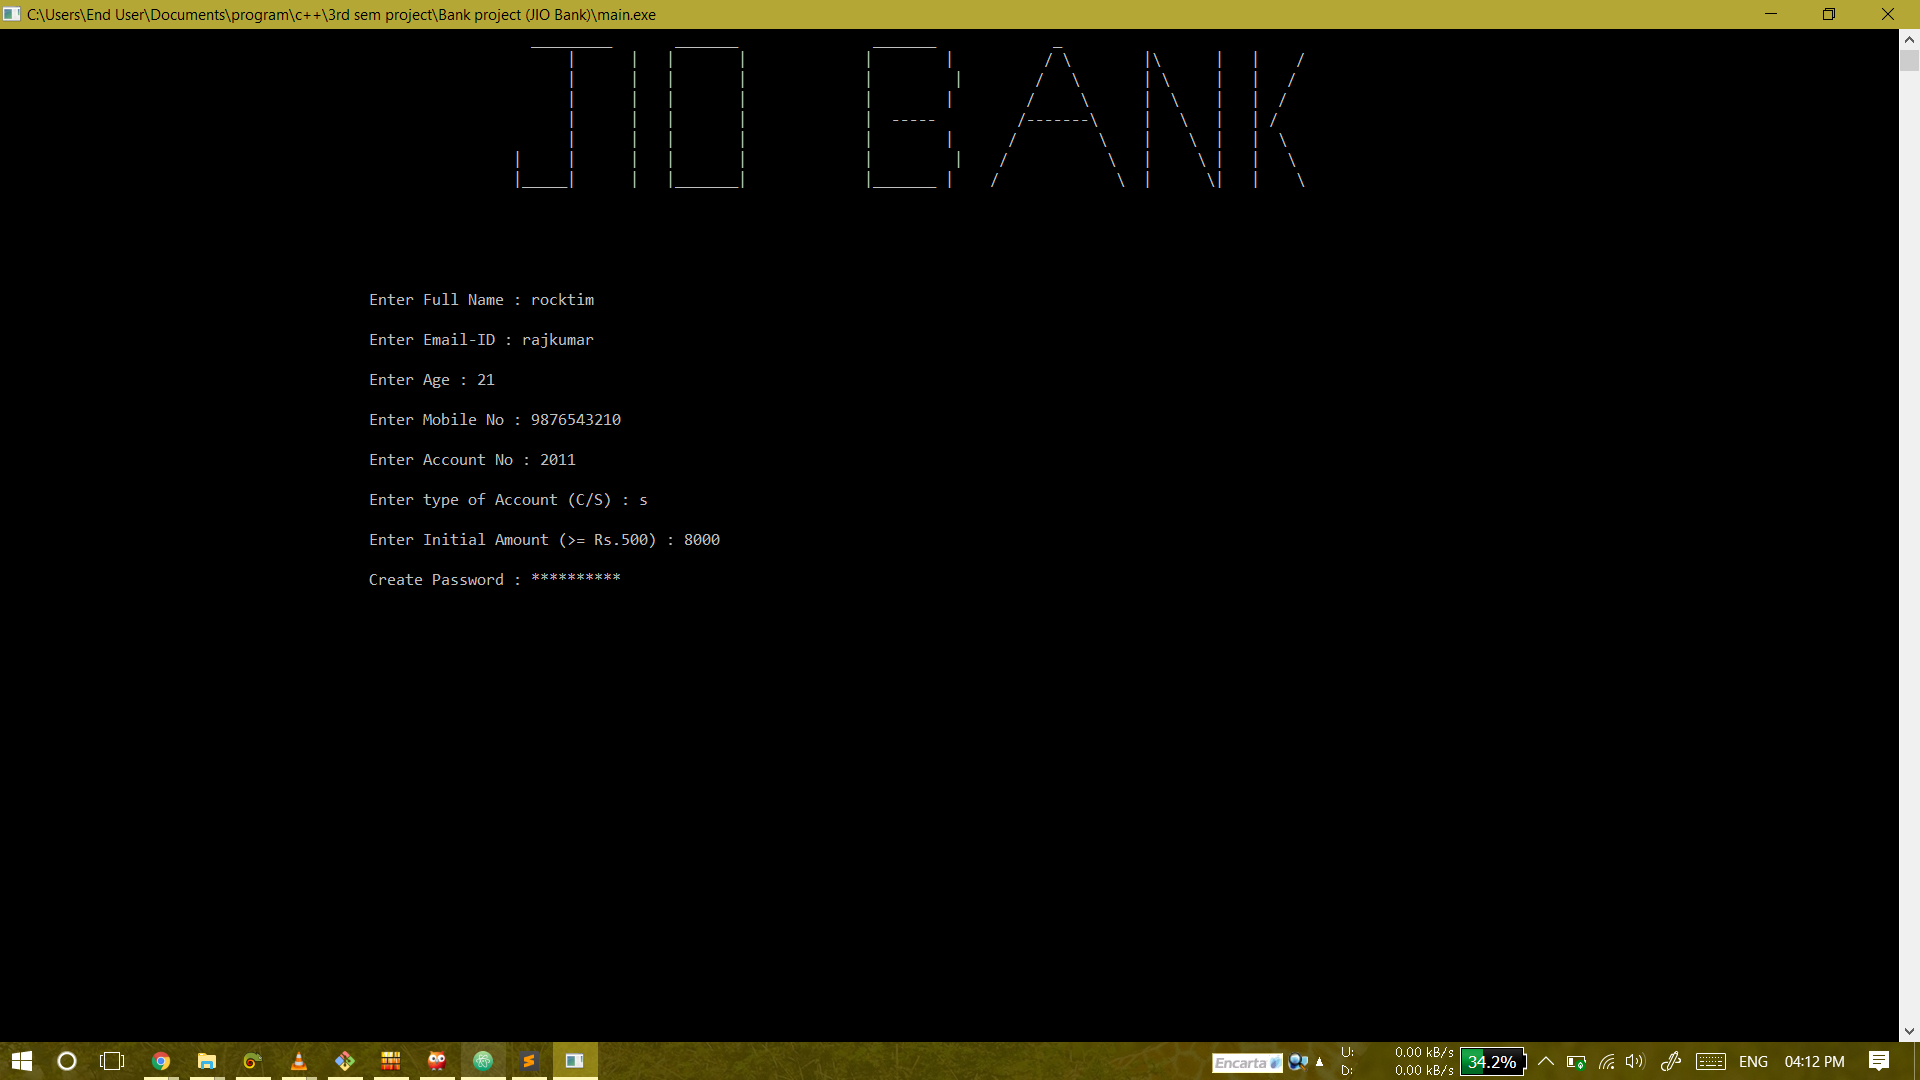 C:\Users\End User\Documents\program\c++\3rd sem project\Bank project (JIO Bank)\main.exe
JIO BANK
Enter Full Name : rocktim
Enter Email-ID : rajkumar
Enter Age : 21
Enter Mobile No : 9876543210
Enter Account No : 2011
Enter type of Account (C/S) : s
Enter Initial Amount (>= Rs.500) : 8000
Create Password : **********
Encarta
U: 0.00 kB/s
D: 0.00 kB/s
34.2%
ENG
04:12 PM